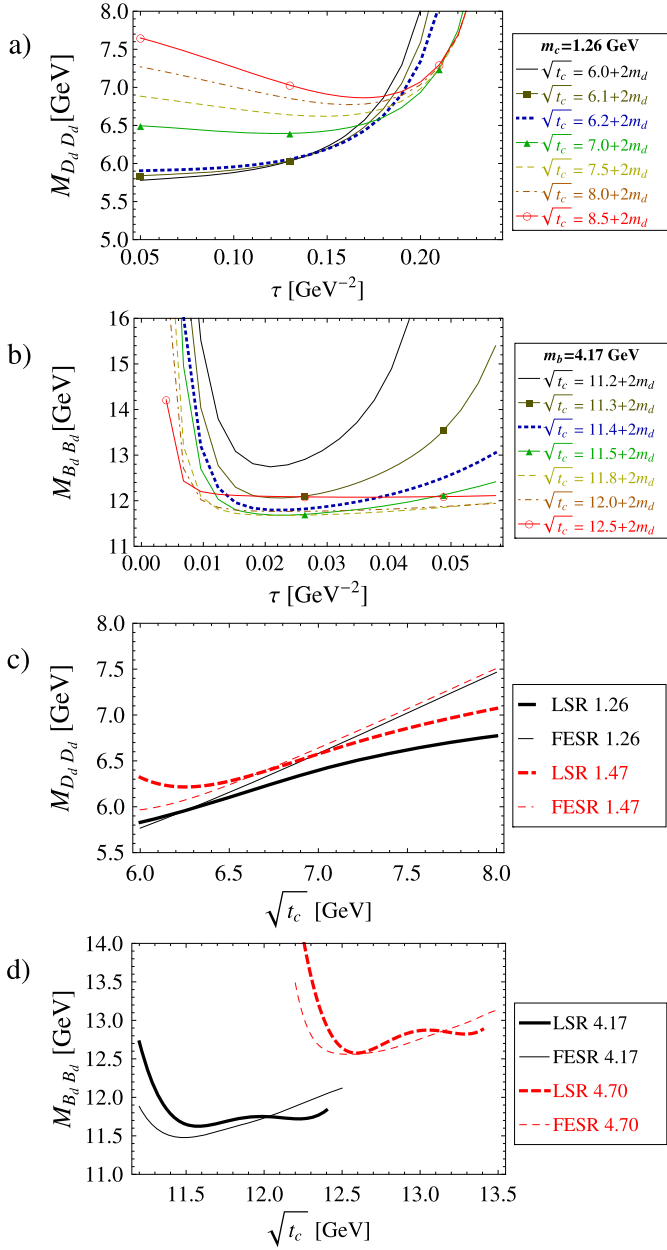 a)
M_{D_d D_d} [GeV]
8.0
7.5
7.0
6.5
6.0
5.5
5.0
0.05 0.10 0.15 0.20
τ [GeV⁻²]
m_c=1.26 GeV
√t_c = 6.0+2m_d
√t_c = 6.1+2m_d
√t_c = 6.2+2m_d
√t_c = 7.0+2m_d
√t_c = 7.5+2m_d
√t_c = 8.0+2m_d
√t_c = 8.5+2m_d
b)
M_{B_d B_d} [GeV]
16
15
14
13
12
11
0.00 0.01 0.02 0.03 0.04 0.05
τ [GeV⁻²]
m_b=4.17 GeV
√t_c = 11.2+2m_d
√t_c = 11.3+2m_d
√t_c = 11.4+2m_d
√t_c = 11.5+2m_d
√t_c = 11.8+2m_d
√t_c = 12.0+2m_d
√t_c = 12.5+2m_d
c)
M_{D_d D_d} [GeV]
8.0
7.5
7.0
6.5
6.0
5.5
6.0 6.5 7.0 7.5 8.0
√t_c [GeV]
LSR 1.26
FESR 1.26
LSR 1.47
FESR 1.47
d)
M_{B_d B_d} [GeV]
14.0
13.5
13.0
12.5
12.0
11.5
11.0
11.5 12.0 12.5 13.0 13.5
√t_c [GeV]
LSR 4.17
FESR 4.17
LSR 4.70
FESR 4.70